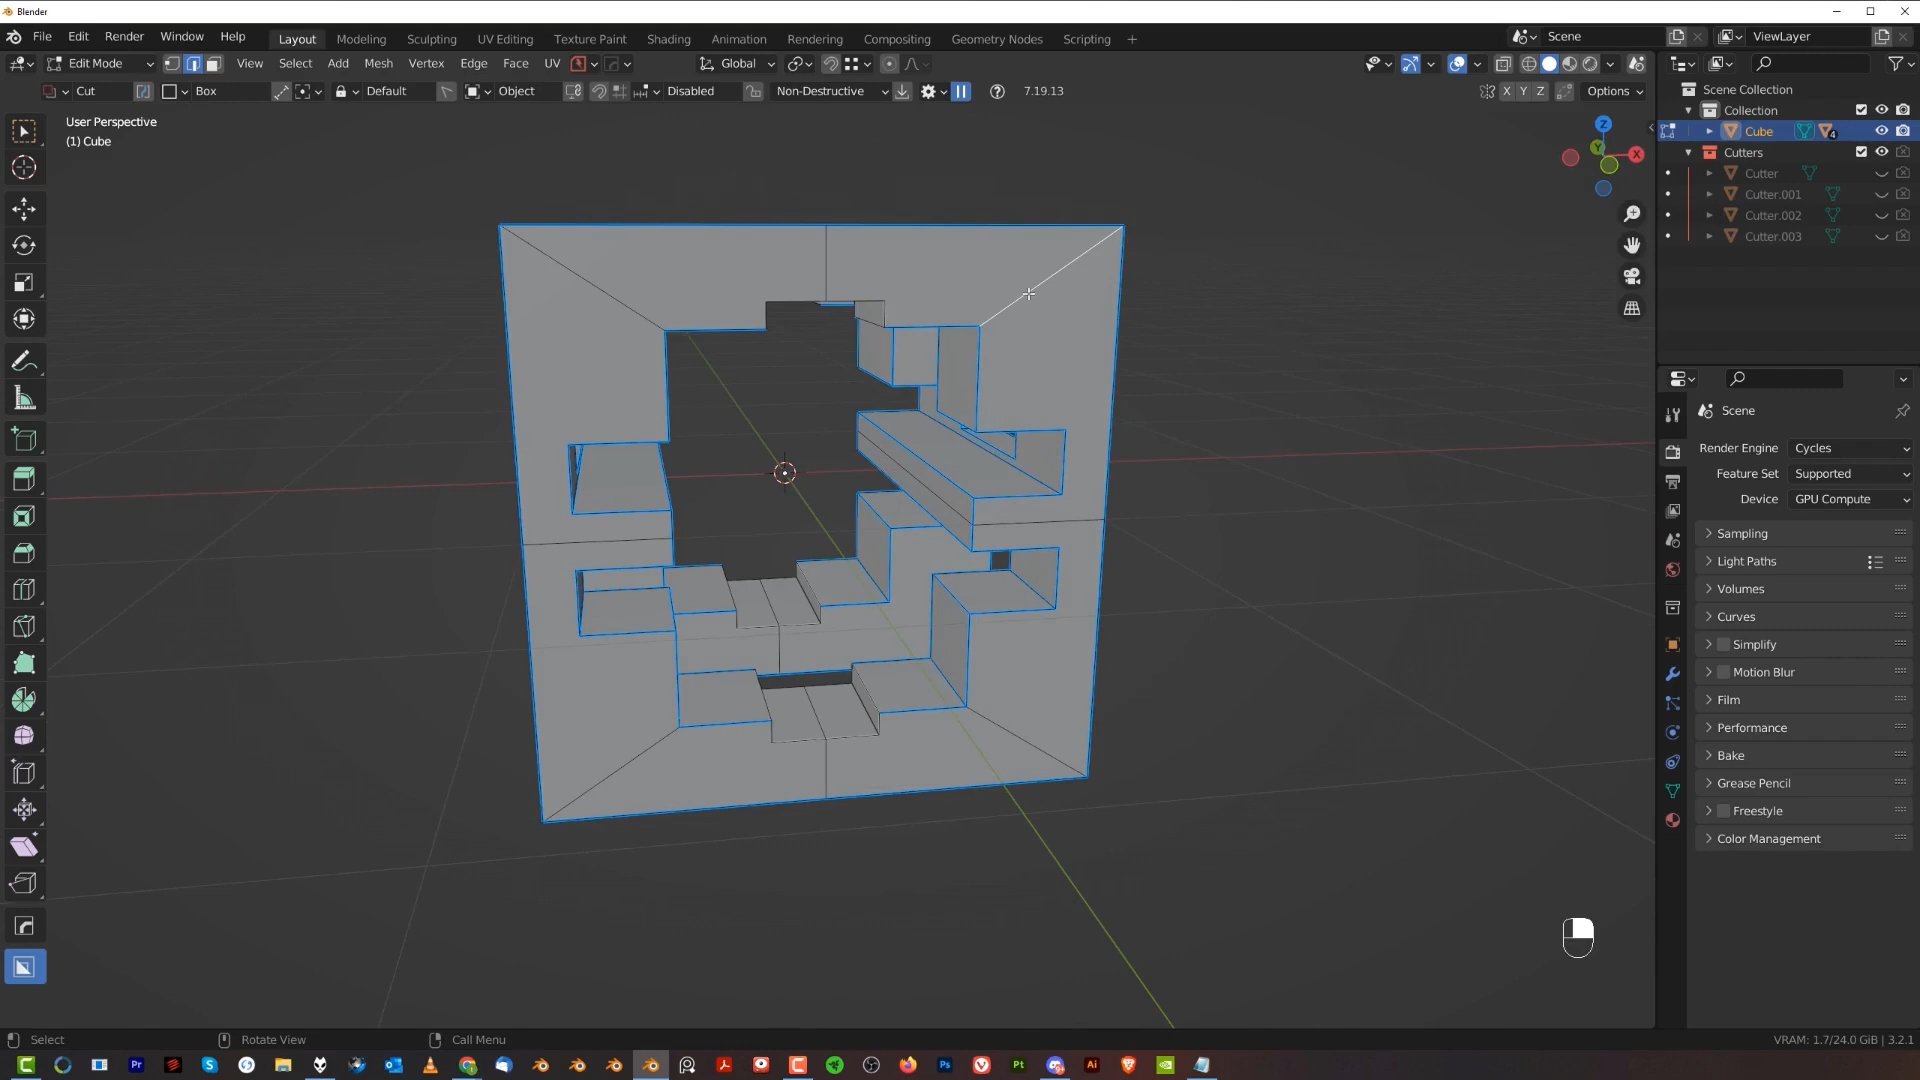 Blender
File Edit Render Window Help Layout Modeling Sculpting UV Editing Texture Paint Shading Animation Rendering Compositing Geometry Nodes Scripting + Scene ViewLayer
Edit Mode View Select Add Mesh Vertex Edge Face UV Global
Cut Box Default Object Disabled Non-Destructive 7.19.13 X Y Z Options
User Perspective
(1) Cube
Z
Y
X
Scene Collection
Collection
Cube 4
Cutters
Cutter
Cutter.001
Cutter.002
Cutter.003
Scene
Render Engine Cycles
Feature Set Supported
Device GPU Compute
Sampling
Light Paths
Volumes
Curves
Simplify
Motion Blur
Film
Performance
Bake
Grease Pencil
Freestyle
Color Management
Select Rotate View Call Menu VRAM: 1.7/24.0 GiB | 3.2.1
Pr S Ps Pt Ai